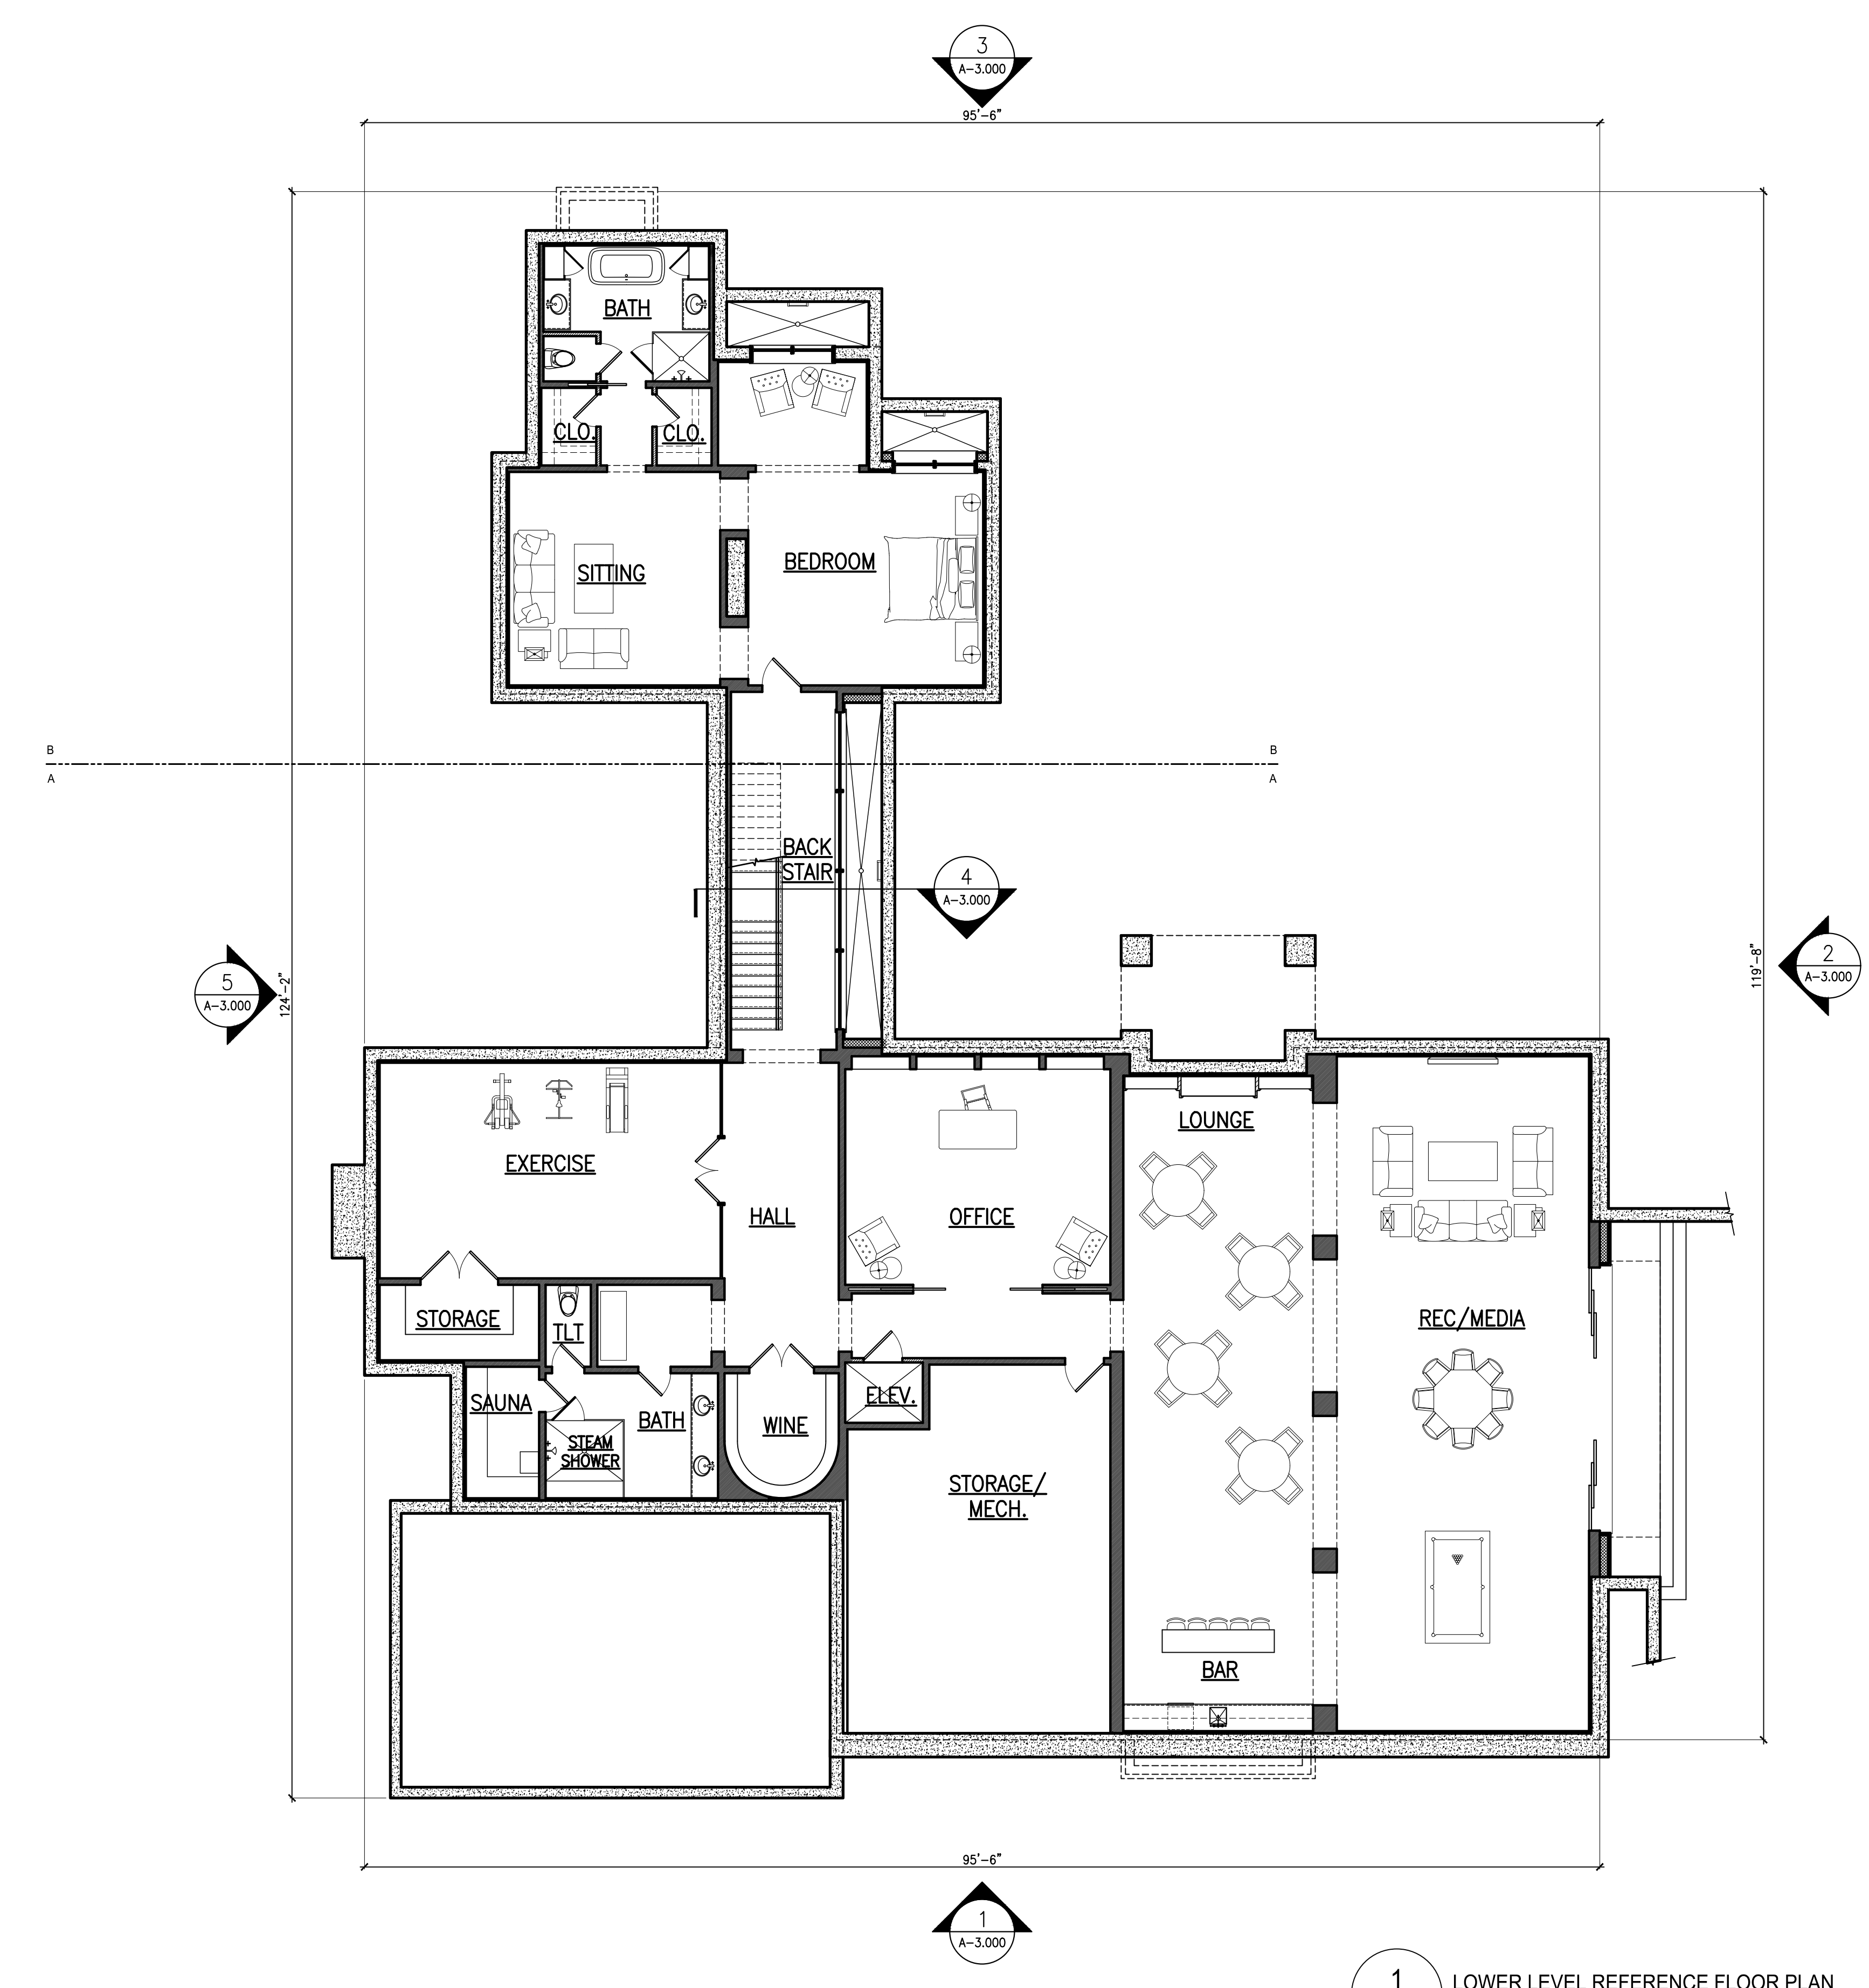 3
A-3.000
95'-6"
BATH
CLO.
CLO.
SITTING
BEDROOM
B
B
A
A
BACK
STAIR
4
A-3.000
5
A-3.000
124'-2"
2
A-3.000
119'-8"
LOUNGE
EXERCISE
HALL
OFFICE
STORAGE
TLT
REC/MEDIA
SAUNA
BATH
ELEV.
WINE
STEAM
SHOWER
STORAGE/
MECH.
BAR
95'-6"
1
A-3.000
1
LOWER LEVEL REFERENCE FLOOR PLAN